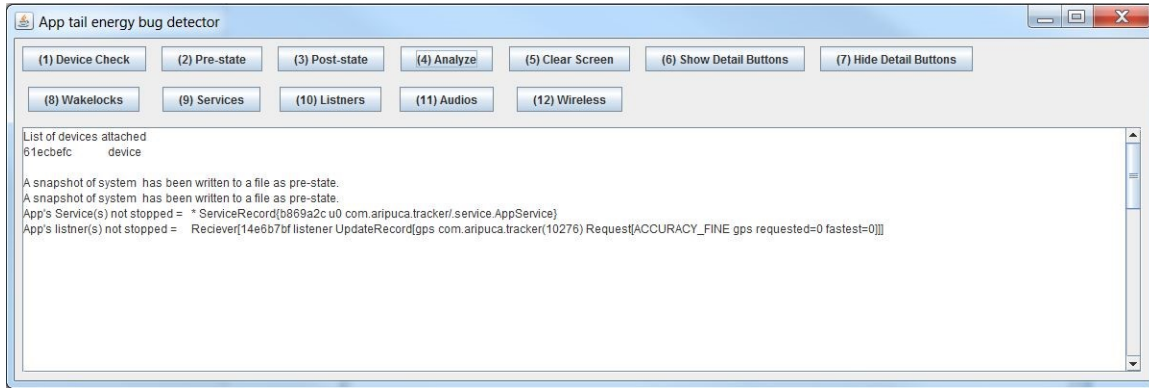 App tail energy bug detector
(1) Device Check (2) Pre-state (3) Post-state (4) Analyze (5) Clear Screen (6) Show Detail Buttons (7) Hide Detail Buttons
(8) Wakelocks (9) Services (10) Listners (11) Audios (12) Wireless
List of devices attached
61ecbefc device
A snapshot of system has been written to a file as pre-state.
A snapshot of system has been written to a file as pre-state.
App's Service(s) not stopped = * ServiceRecord{b869a2c u0 com.aripuca.tracker/.service.AppService}
App's listner(s) not stopped = Reciever[14e6b7bf listener UpdateRecord[gps com.aripuca.tracker(10276) Request[ACCURACY_FINE gps requested=0 fastest=0]]]